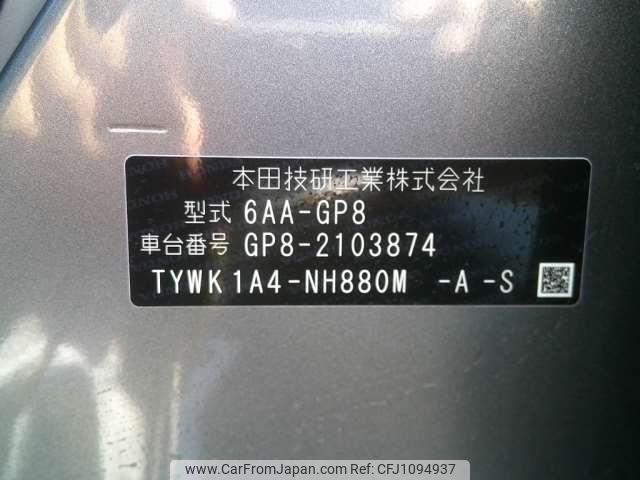 本田技研工業株式会社
型式 6AA-GP8
車台番号 GP8-2103874
TYWK1A4-NH880M -A-S
www.CarFromJapan.com ID: CFJ1094937